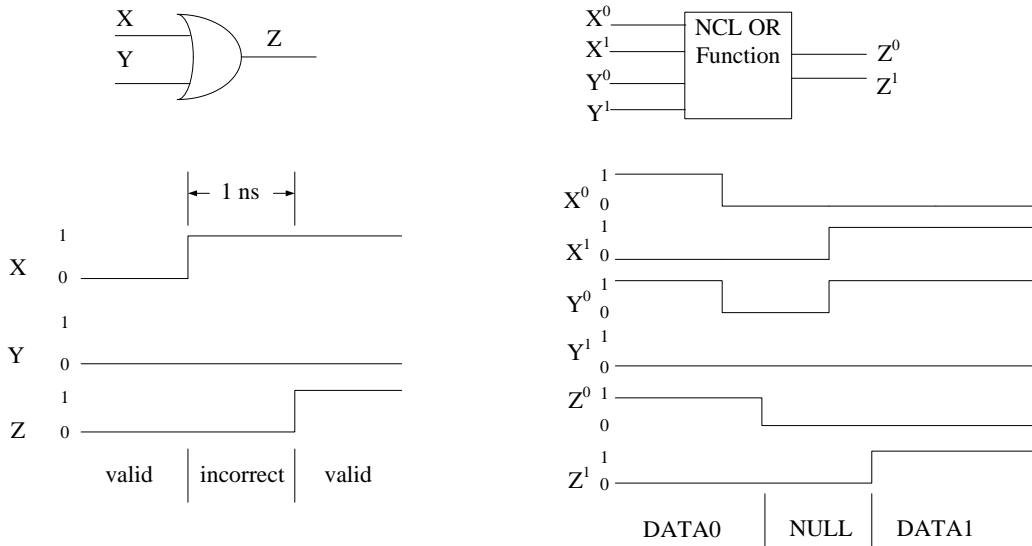 X
Y
Z
1 ns
X
1
0
Y
1
0
Z
1
0
valid
incorrect
valid
X⁰
X¹
Y⁰
Y¹
NCL OR
Function
Z⁰
Z¹
X⁰
1
0
X¹
1
0
Y⁰
1
0
Y¹
1
0
Z⁰
1
0
Z¹
1
0
DATA0
NULL
DATA1